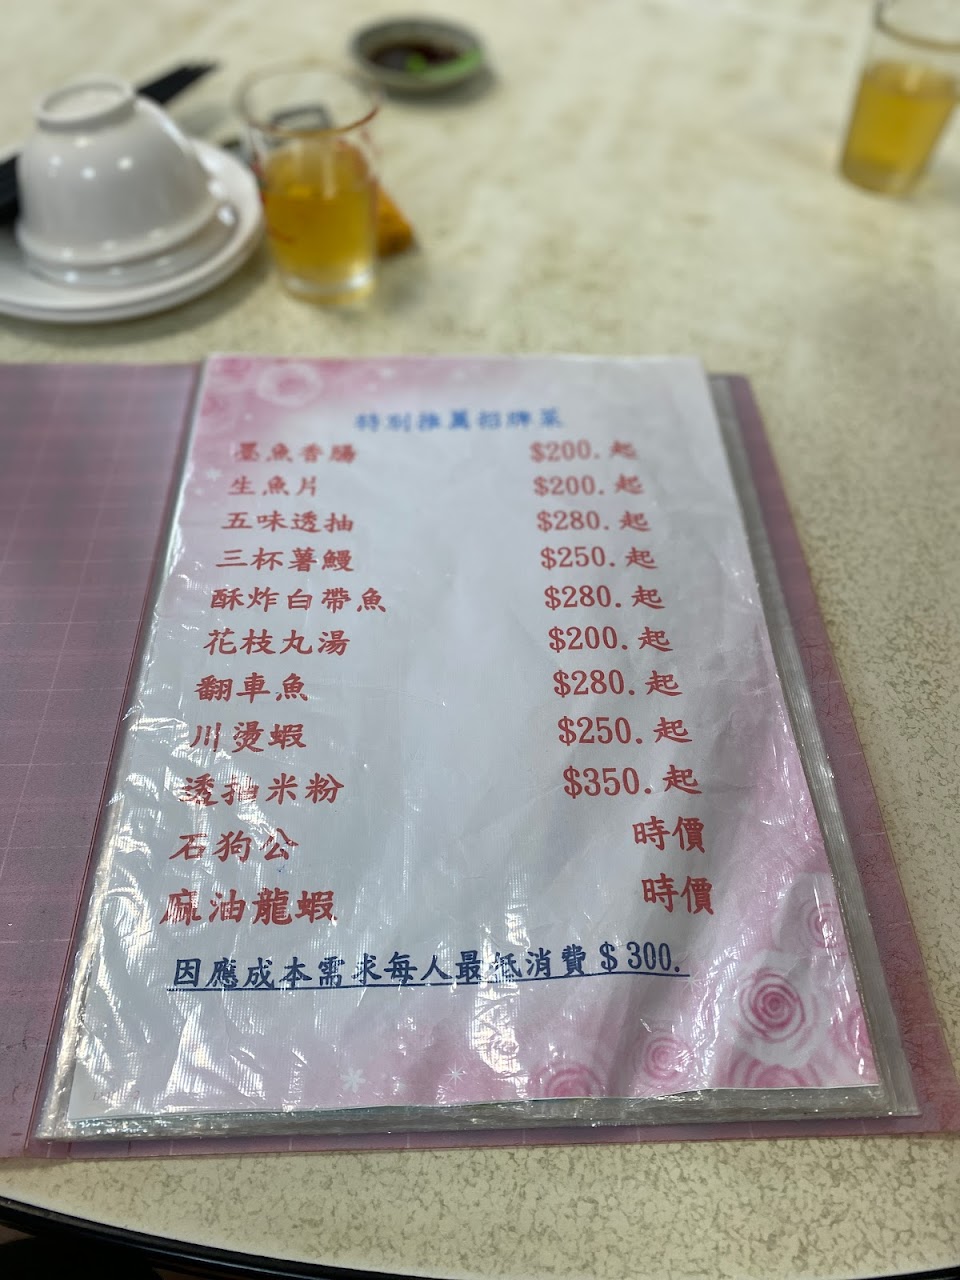 特別推薦招牌菜
墨魚香腸 $200.起
生魚片 $200.起
五味透抽 $280.起
三杯薯鰻 $250.起
酥炸白帶魚 $280.起
花枝丸湯 $200.起
翻車魚 $280.起
川燙蝦 $250.起
透抽米粉 $350.起
石狗公 時價
麻油龍蝦 時價
因應成本需求每人最抵消費$300.